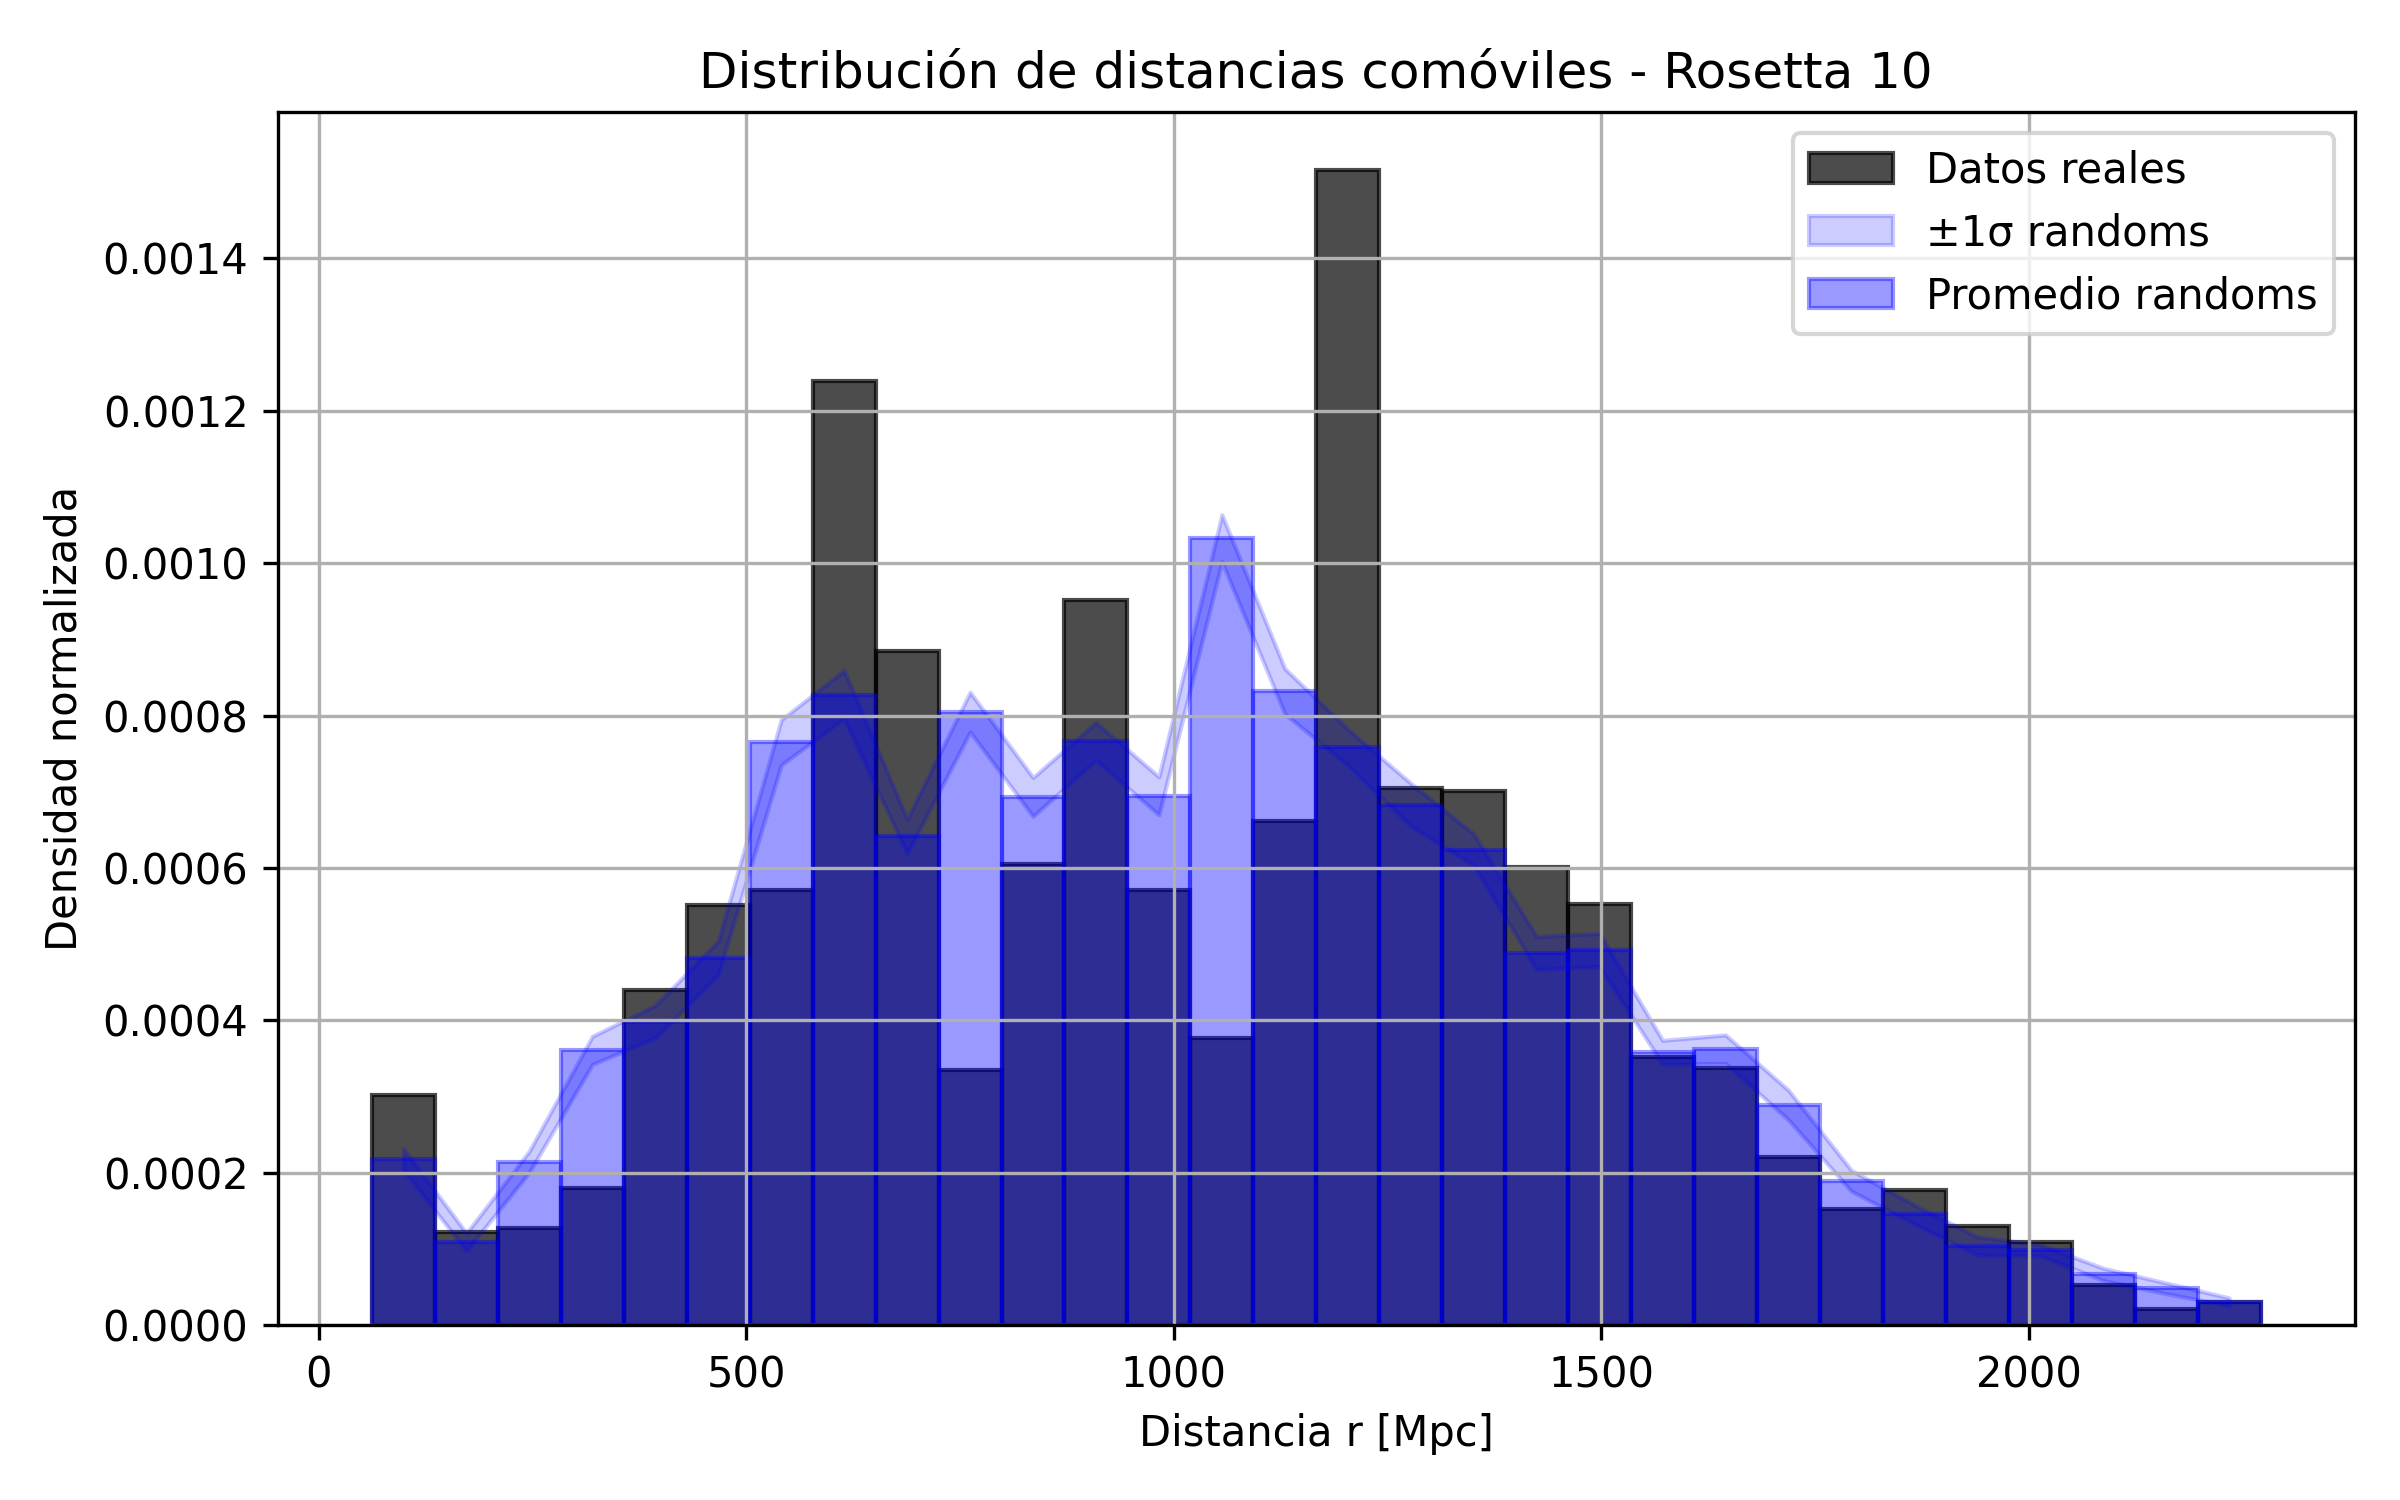 Distribución de distancias comóviles - Rosetta 10
Datos reales
±1σ randoms
Promedio randoms
Densidad normalizada
0.0014
0.0012
0.0010
0.0008
0.0006
0.0004
0.0002
0.0000
0 500 1000 1500 2000
Distancia r [Mpc]